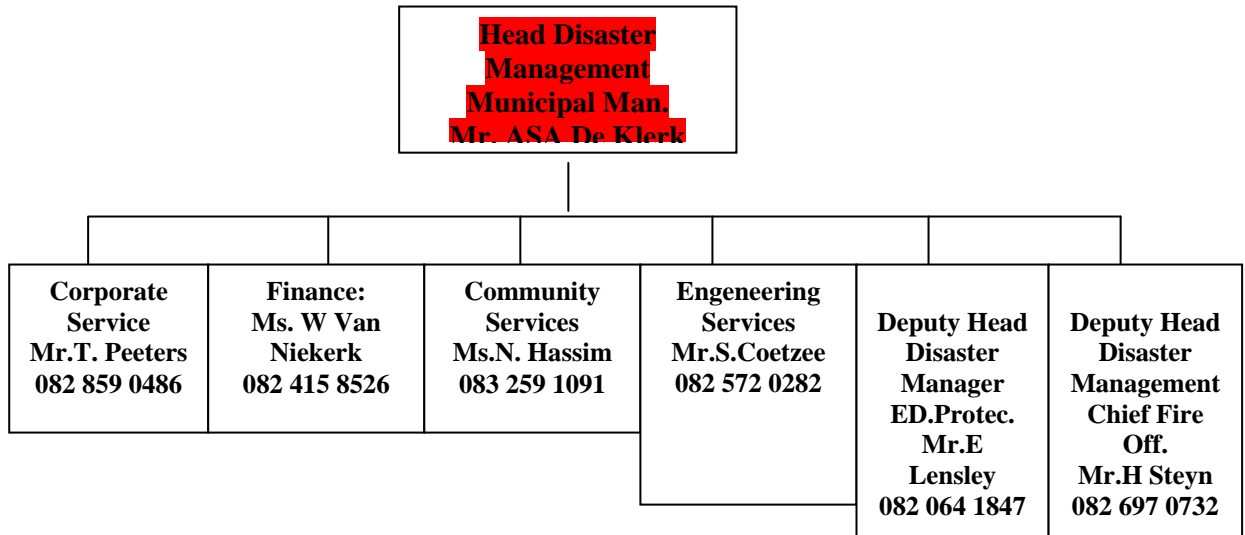 Head Disaster
Management
Municipal Man.
Mr. ASA De Klerk
Corporate
Service
Mr.T. Peeters
082 859 0486
Finance:
Ms. W Van
Niekerk
082 415 8526
Community
Services
Ms.N. Hassim
083 259 1091
Engeneering
Services
Mr.S.Coetzee
082 572 0282
Deputy Head
Disaster
Manager
ED.Protec.
Mr.E
Lensley
082 064 1847
Deputy Head
Disaster
Management
Chief Fire
Off.
Mr.H Steyn
082 697 0732